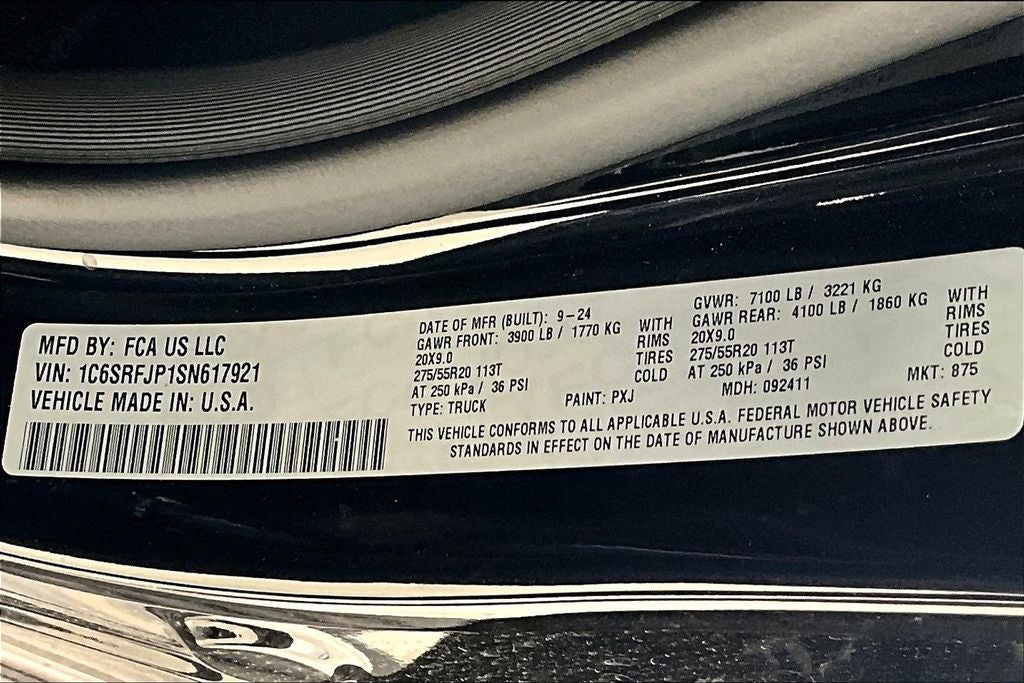 MFD BY: FCA US LLC
VIN: 1C6SRFJP1SN617921
VEHICLE MADE IN: U.S.A.
DATE OF MFR (BUILT): 9-24
GAWR FRONT: 3900 LB / 1770 KG WITH
20X9.0 RIMS
275/55R20 113T TIRES
AT 250 kPa / 36 PSI COLD
TYPE: TRUCK PAINT: PXJ
GVWR: 7100 LB / 3221 KG
GAWR REAR: 4100 LB / 1860 KG WITH
20X9.0 RIMS
275/55R20 113T TIRES
AT 250 kPa / 36 PSI COLD
MDH: 092411 MKT: 875
THIS VEHICLE CONFORMS TO ALL APPLICABLE U.S.A. FEDERAL MOTOR VEHICLE SAFETY
STANDARDS IN EFFECT ON THE DATE OF MANUFACTURE SHOWN ABOVE.